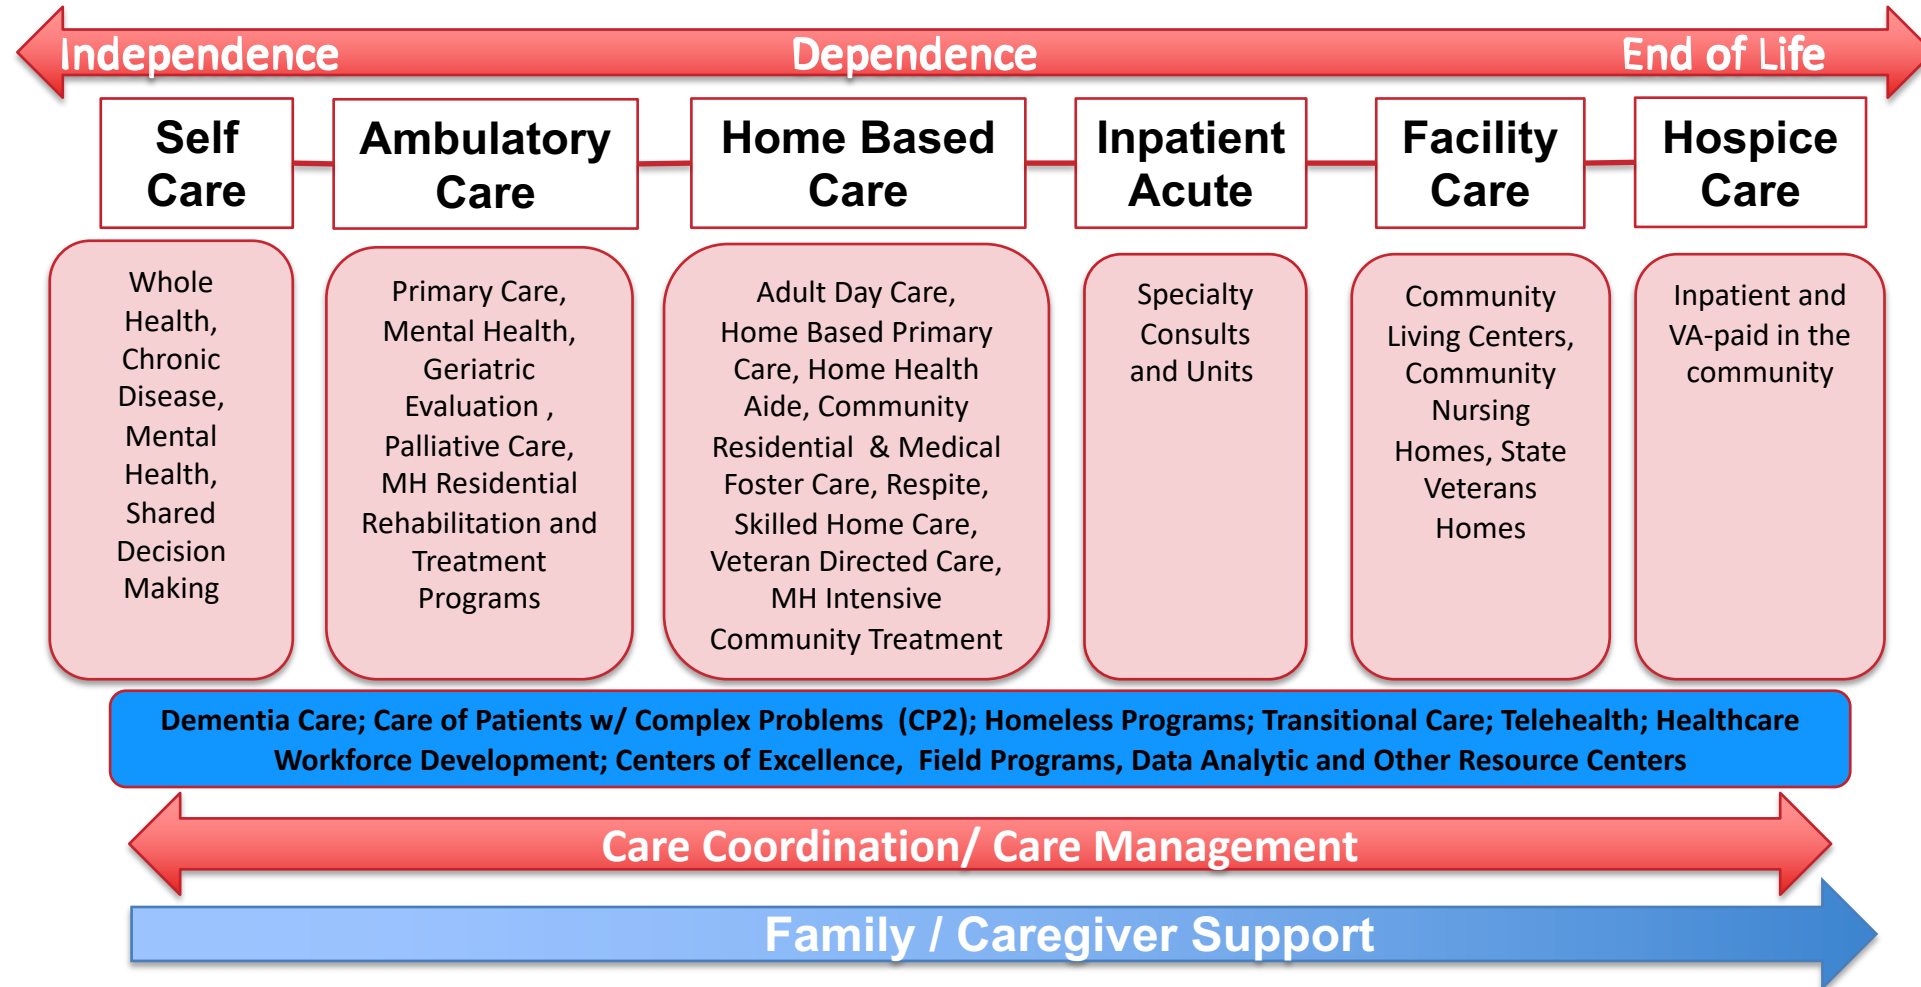 Independence
Dependence
End of Life
Self
Care
Ambulatory
Care
Home Based
Care
Inpatient
Acute
Facility
Care
Hospice
Care
Whole
Health,
Chronic
Disease,
Mental
Health,
Shared
Decision
Making
Primary Care,
Mental Health,
Geriatric
Evaluation ,
Palliative Care,
MH Residential
Rehabilitation and
Treatment
Programs
Adult Day Care,
Home Based Primary
Care, Home Health
Aide, Community
Residential & Medical
Foster Care, Respite,
Skilled Home Care,
Veteran Directed Care,
MH Intensive
Community Treatment
Specialty
Consults
and Units
Community
Living Centers,
Community
Nursing
Homes, State
Veterans
Homes
Inpatient and
VA-paid in the
community
Dementia Care; Care of Patients w/ Complex Problems (CP2); Homeless Programs; Transitional Care; Telehealth; Healthcare
Workforce Development; Centers of Excellence, Field Programs, Data Analytic and Other Resource Centers
Care Coordination/ Care Management
Family / Caregiver Support